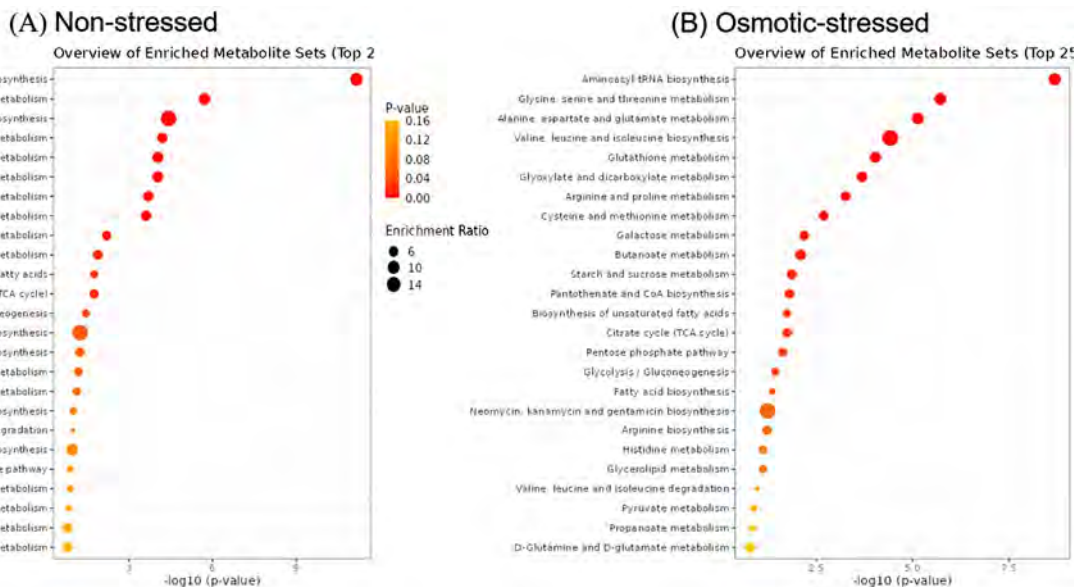 (A) Non-stressed
Overview of Enriched Metabolite Sets (Top 2
osynthesis
metabolism
osynthesis
metabolism
metabolism
metabolism
metabolism
metabolism
metabolism
metabolism
fatty acids
TCA cycle)
eogenesis
osynthesis
osynthesis
metabolism
metabolism
osynthesis
gradation
osynthesis
e pathway
metabolism
metabolism
metabolism
metabolism
3
6
9
-log10 (p-value)
P-value
0.16
0.12
0.08
0.04
0.00
Enrichment Ratio
6
10
14
(B) Osmotic-stressed
Overview of Enriched Metabolite Sets (Top 25
Aminoacyl-tRNA biosynthesis
Glycine, serine and threonine metabolism
Alanine, aspartate and glutamate metabolism
Valine, leucine and isoleucine biosynthesis
Glutathione metabolism
Glyoxylate and dicarboxylate metabolism
Arginine and proline metabolism
Cysteine and methionine metabolism
Galactose metabolism
Butanoate metabolism
Starch and sucrose metabolism
Pantothenate and CoA biosynthesis
Biosynthesis of unsaturated fatty acids
Citrate cycle (TCA cycle)
Pentose phosphate pathway
Glycolysis / Gluconeogenesis
Fatty acid biosynthesis
Neomycin, kanamycin and gentamicin biosynthesis
Arginine biosynthesis
Histidine metabolism
Glycerolipid metabolism
Valine, leucine and isoleucine degradation
Pyruvate metabolism
Propanoate metabolism
D-Glutamine and D-glutamate metabolism
2.5
5.0
7.5
-log10 (p-value)